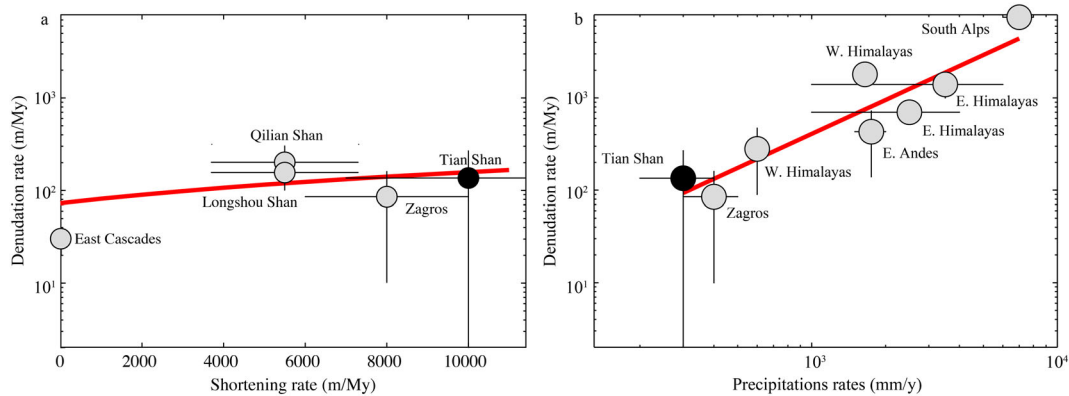 a
Denudation rate (m/My)
10³
10²
10¹
Qilian Shan
Tian Shan
Longshou Shan
Zagros
East Cascades
0
2000
4000
6000
8000
10000
Shortening rate (m/My)
b
Denudation rate (m/My)
10³
10²
10¹
South Alps
W. Himalayas
E. Himalayas
E. Himalayas
E. Andes
Tian Shan
W. Himalayas
Zagros
10³
10⁴
Precipitations rates (mm/y)